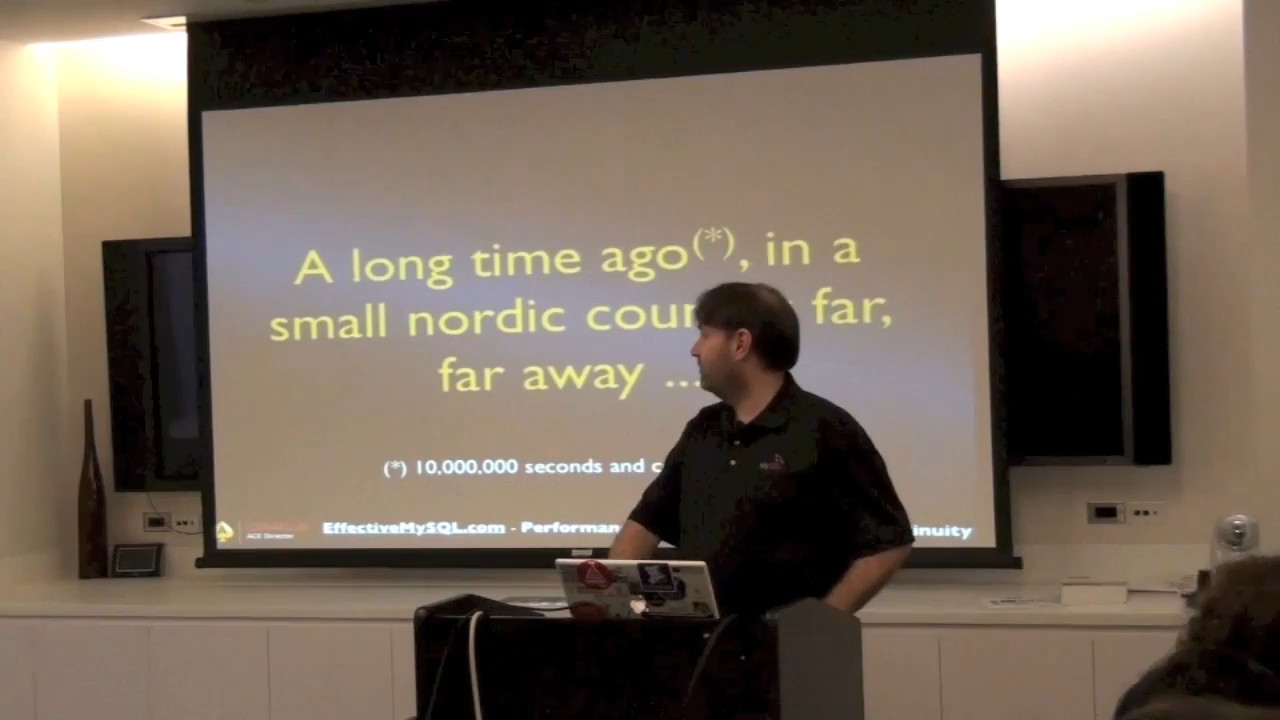 A long time ago(*), in a
small nordic coun far,
far away ...
(*) 10,000,000 seconds and c
EffectiveMySQL.com - Performan inuity
ACE Director